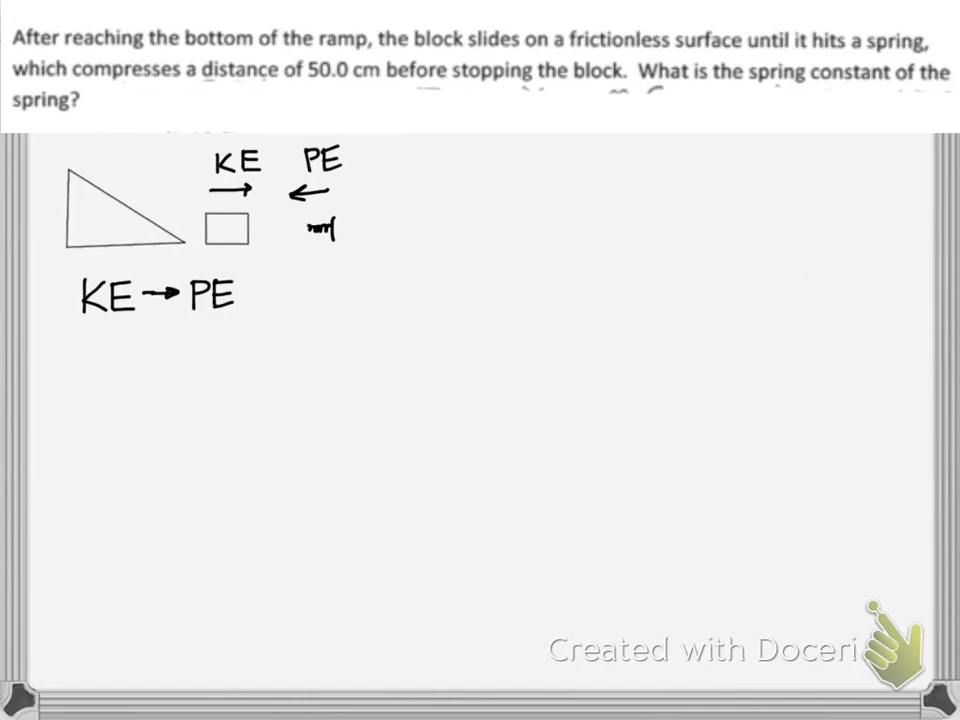 After reaching the bottom of the ramp, the block slides on a frictionless surface until it hits a spring,
which compresses a distance of 50.0 cm before stopping the block. What is the spring constant of the
spring?
KE PE
KE → PE
Created with Doceri